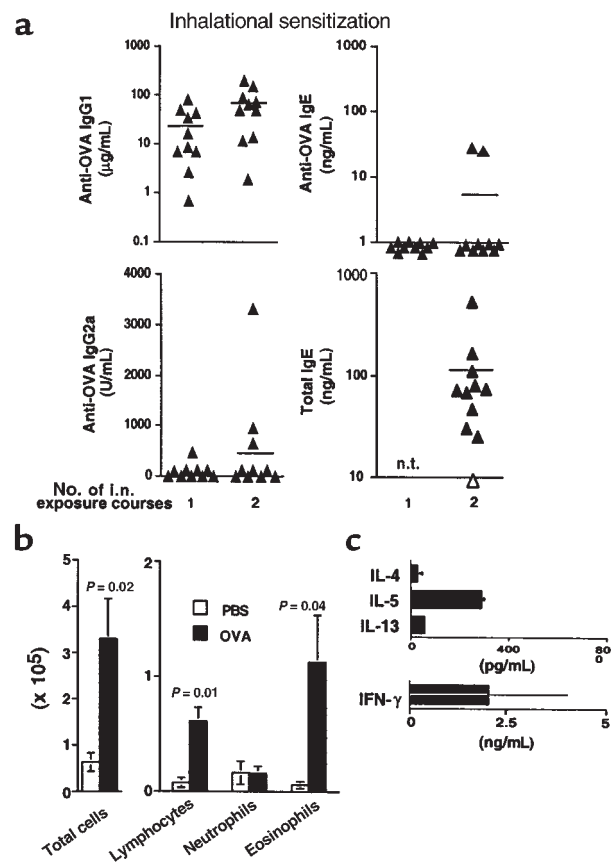 a
Inhalational sensitization
Anti-OVA IgG1
(μg/mL)
1000
100
10
1
0.1
Anti-OVA IgE
(ng/mL)
1000
100
10
1
Anti-OVA IgG2a
(U/mL)
4000
3000
2000
1000
0
Total IgE
(ng/mL)
1000
100
10
n.t.
No. of i.n.
exposure courses
1 2
1 2
b
(x 10⁵)
5
4
3
2
1
0
P = 0.02
2
1
0
PBS
OVA
P = 0.01
P = 0.04
Total cells
Lymphocytes
Neutrophils
Eosinophils
c
IL-4
IL-5
IL-13
0 400 80
0
(pg/mL)
IFN-γ
0 2.5 5
(ng/mL)